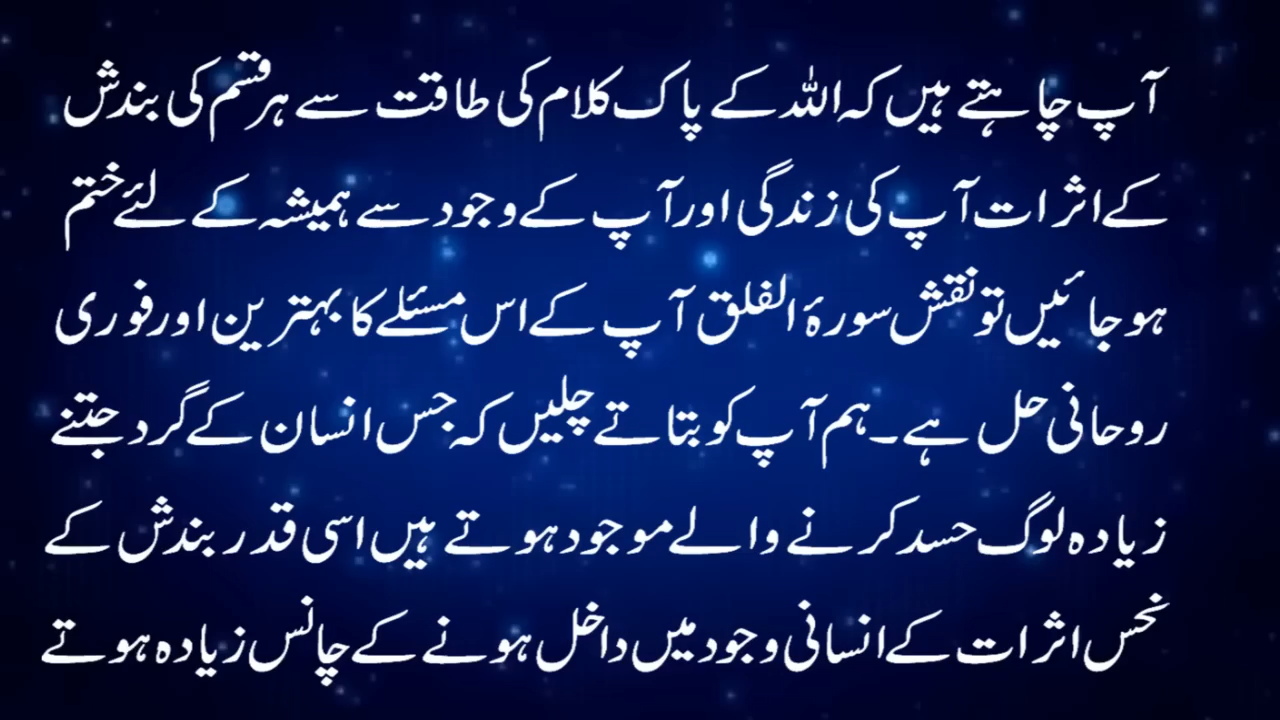 آپ چاہتے ہیں کہ اللہ کے پاک کلام کی طاقت سے ہر قسم کی بندش
کے اثرات آپ کی زندگی اور آپ کے وجود سے ہمیشہ کے لئے ختم
ہو جائیں تو نقش سورۂ الفلق آپ کے اس مسئلے کا بہترین اور فوری
روحانی حل ہے۔ ہم آپ کو بتاتے چلیں کہ جس انسان کے گرد جتنے
زیادہ لوگ حسد کرنے والے موجود ہوتے ہیں اسی قدر بندش کے
نحس اثرات کے انسانی وجود میں داخل ہونے کے چانس زیادہ ہوتے